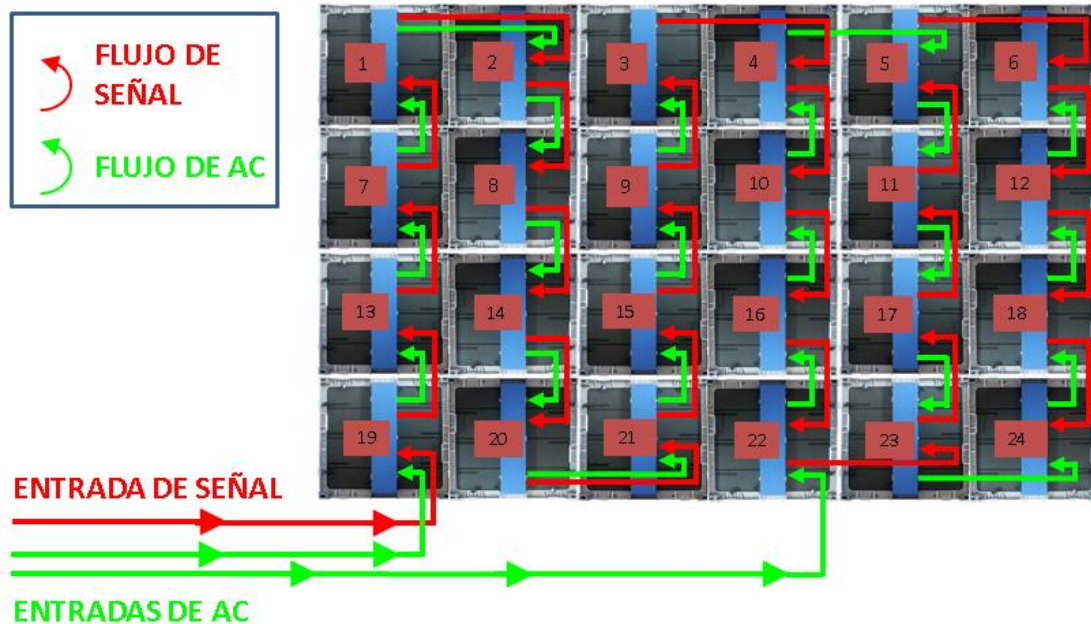 FLUJO DE
SEÑAL
FLUJO DE AC
1 2 3 4 5 6
7 8 9 10 11 12
13 14 15 16 17 18
19 20 21 22 23 24
ENTRADA DE SEÑAL
ENTRADAS DE AC